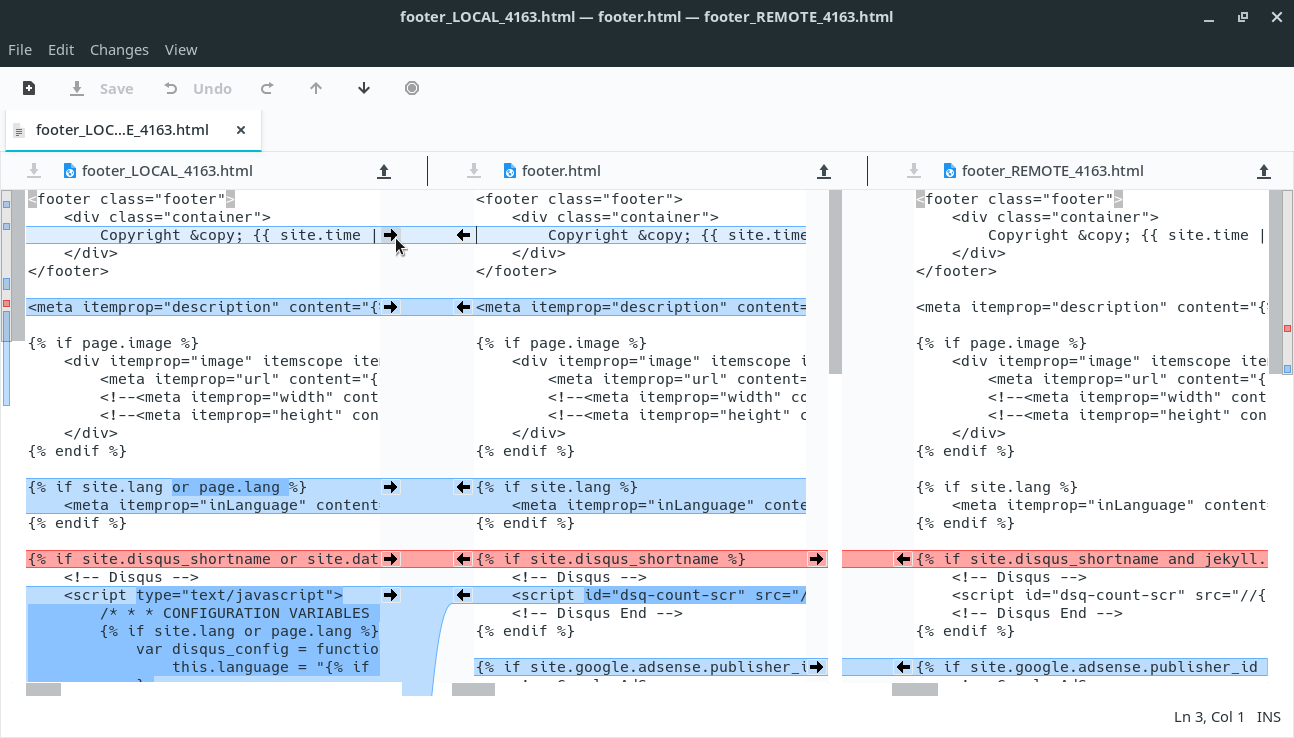 footer_LOCAL_4163.html — footer.html — footer_REMOTE_4163.html
File Edit Changes View
Save Undo
footer_LOC...E_4163.html
footer_LOCAL_4163.html
<footer class="footer">
<div class="container">
Copyright &copy; {{ site.time |
</div>
</footer>
<meta itemprop="description" content="{
{% if page.image %}
<div itemprop="image" itemscope ite
<meta itemprop="url" content="{
<!--<meta itemprop="width" cont
<!--<meta itemprop="height" con
</div>
{% endif %}
{% if site.lang or page.lang %}
<meta itemprop="inLanguage" content
{% endif %}
{% if site.disqus_shortname or site.dat
<!-- Disqus -->
<script type="text/javascript">
/* * * CONFIGURATION VARIABLES
{% if site.lang or page.lang %}
var disqus_config = functio
this.language = "{% if
footer.html
<footer class="footer">
<div class="container">
Copyright &copy; {{ site.time
</div>
</footer>
<meta itemprop="description" content=
{% if page.image %}
<div itemprop="image" itemscope i
<meta itemprop="url" content=
<!--<meta itemprop="width" co
<!--<meta itemprop="height" c
</div>
{% endif %}
{% if site.lang %}
<meta itemprop="inLanguage" conte
{% endif %}
{% if site.disqus_shortname %}
<!-- Disqus -->
<script id="dsq-count-scr" src="/
<!-- Disqus End -->
{% endif %}
{% if site.google.adsense.publisher_i
footer_REMOTE_4163.html
<footer class="footer">
<div class="container">
Copyright &copy; {{ site.time |
</div>
</footer>
<meta itemprop="description" content="{
{% if page.image %}
<div itemprop="image" itemscope ite
<meta itemprop="url" content="{
<!--<meta itemprop="width" cont
<!--<meta itemprop="height" con
</div>
{% endif %}
{% if site.lang %}
<meta itemprop="inLanguage" content
{% endif %}
{% if site.disqus_shortname and jekyll.
<!-- Disqus -->
<script id="dsq-count-scr" src="//{
<!-- Disqus End -->
{% endif %}
{% if site.google.adsense.publisher_id
Ln 3, Col 1 INS